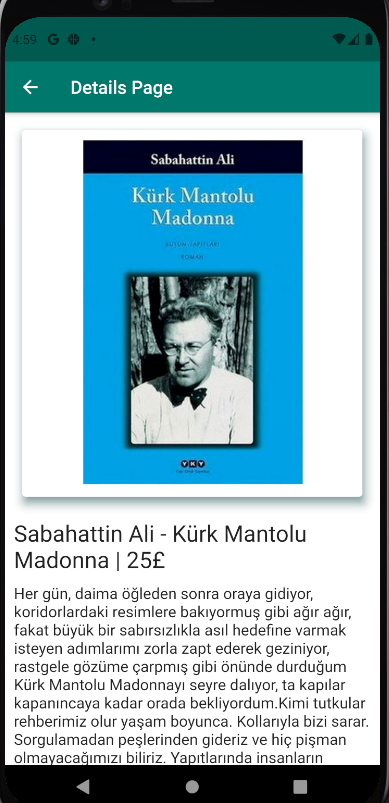 4:59 G
Details Page
Sabahattin Ali
Kürk Mantolu
Madonna
BÜTÜN YAPITLARI
ROMAN
YKY
Sabahattin Ali - Kürk Mantolu
Madonna | 25£
Her gün, daima öğleden sonra oraya gidiyor,
koridorlardaki resimlere bakıyormuş gibi ağır ağır,
fakat büyük bir sabırsızlıkla asıl hedefine varmak
isteyen adımlarımı zorla zapt ederek geziniyor,
rastgele gözüme çarpmış gibi önünde durduğum
Kürk Mantolu Madonnayı seyre dalıyor, ta kapılar
kapanıncaya kadar orada bekliyordum.Kimi tutkular
rehberimiz olur yaşam boyunca. Kollarıyla bizi sarar.
Sorgulamadan peşlerinden gideriz ve hiç pişman
olmayacağımızı biliriz. Yapıtlarında insanların